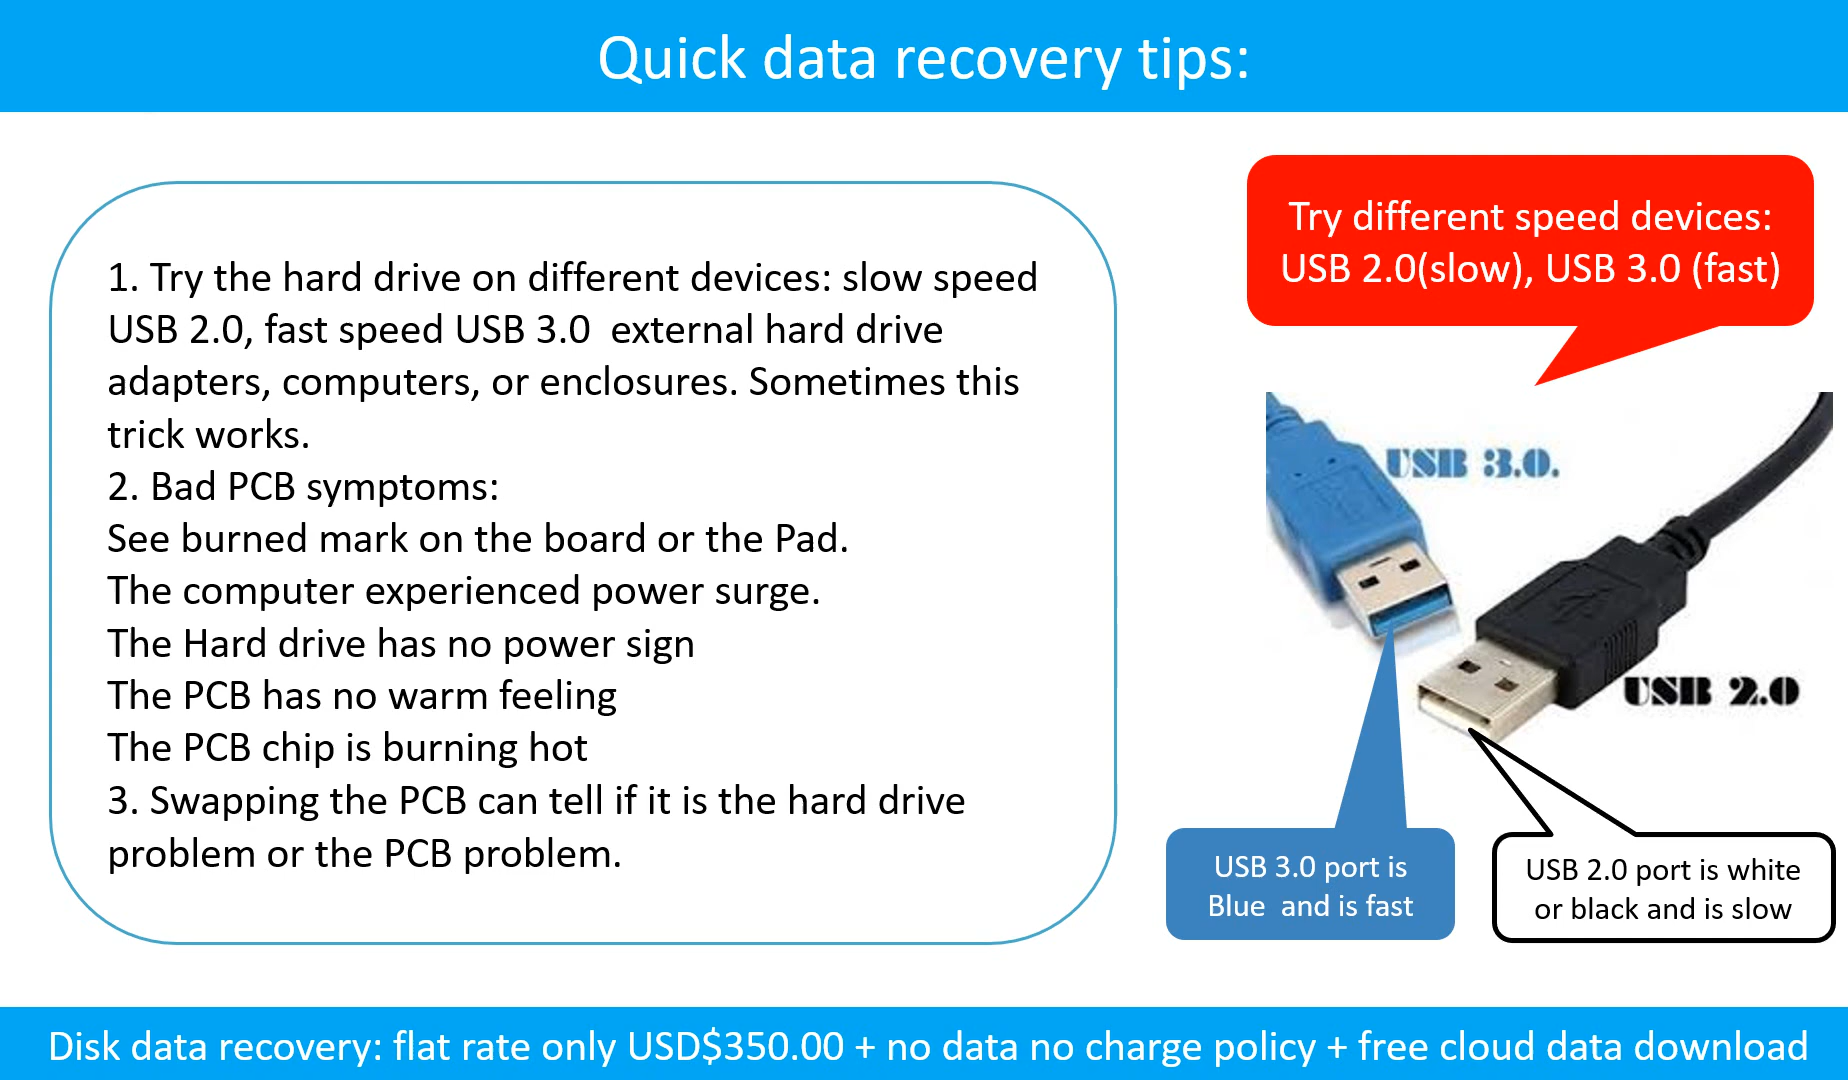 Quick data recovery tips:
1. Try the hard drive on different devices: slow speed
USB 2.0, fast speed USB 3.0  external hard drive
adapters, computers, or enclosures. Sometimes this
trick works.
2. Bad PCB symptoms:
See burned mark on the board or the Pad.
The computer experienced power surge.
The Hard drive has no power sign
The PCB has no warm feeling
The PCB chip is burning hot
3. Swapping the PCB can tell if it is the hard drive
problem or the PCB problem.
Try different speed devices:
USB 2.0(slow), USB 3.0 (fast)
USB 3.0.
USB 2.0
USB 3.0 port is
Blue  and is fast
USB 2.0 port is white
or black and is slow
Disk data recovery: flat rate only USD$350.00 + no data no charge policy + free cloud data download